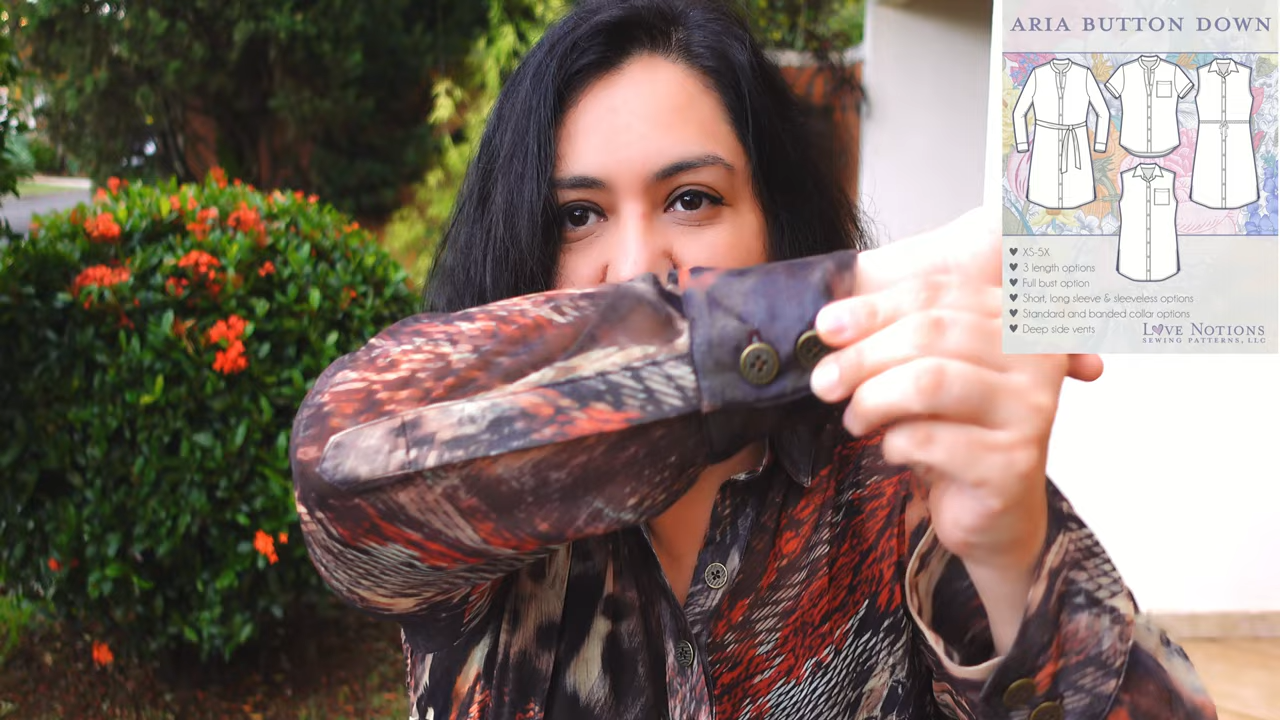 ARIA BUTTON DOWN
XS-5X
3 length options
Full bust option
Short, long sleeve & sleeveless options
Standard and banded collar options
Deep side vents
LOVE NOTIONS
SEWING PATTERNS, LLC